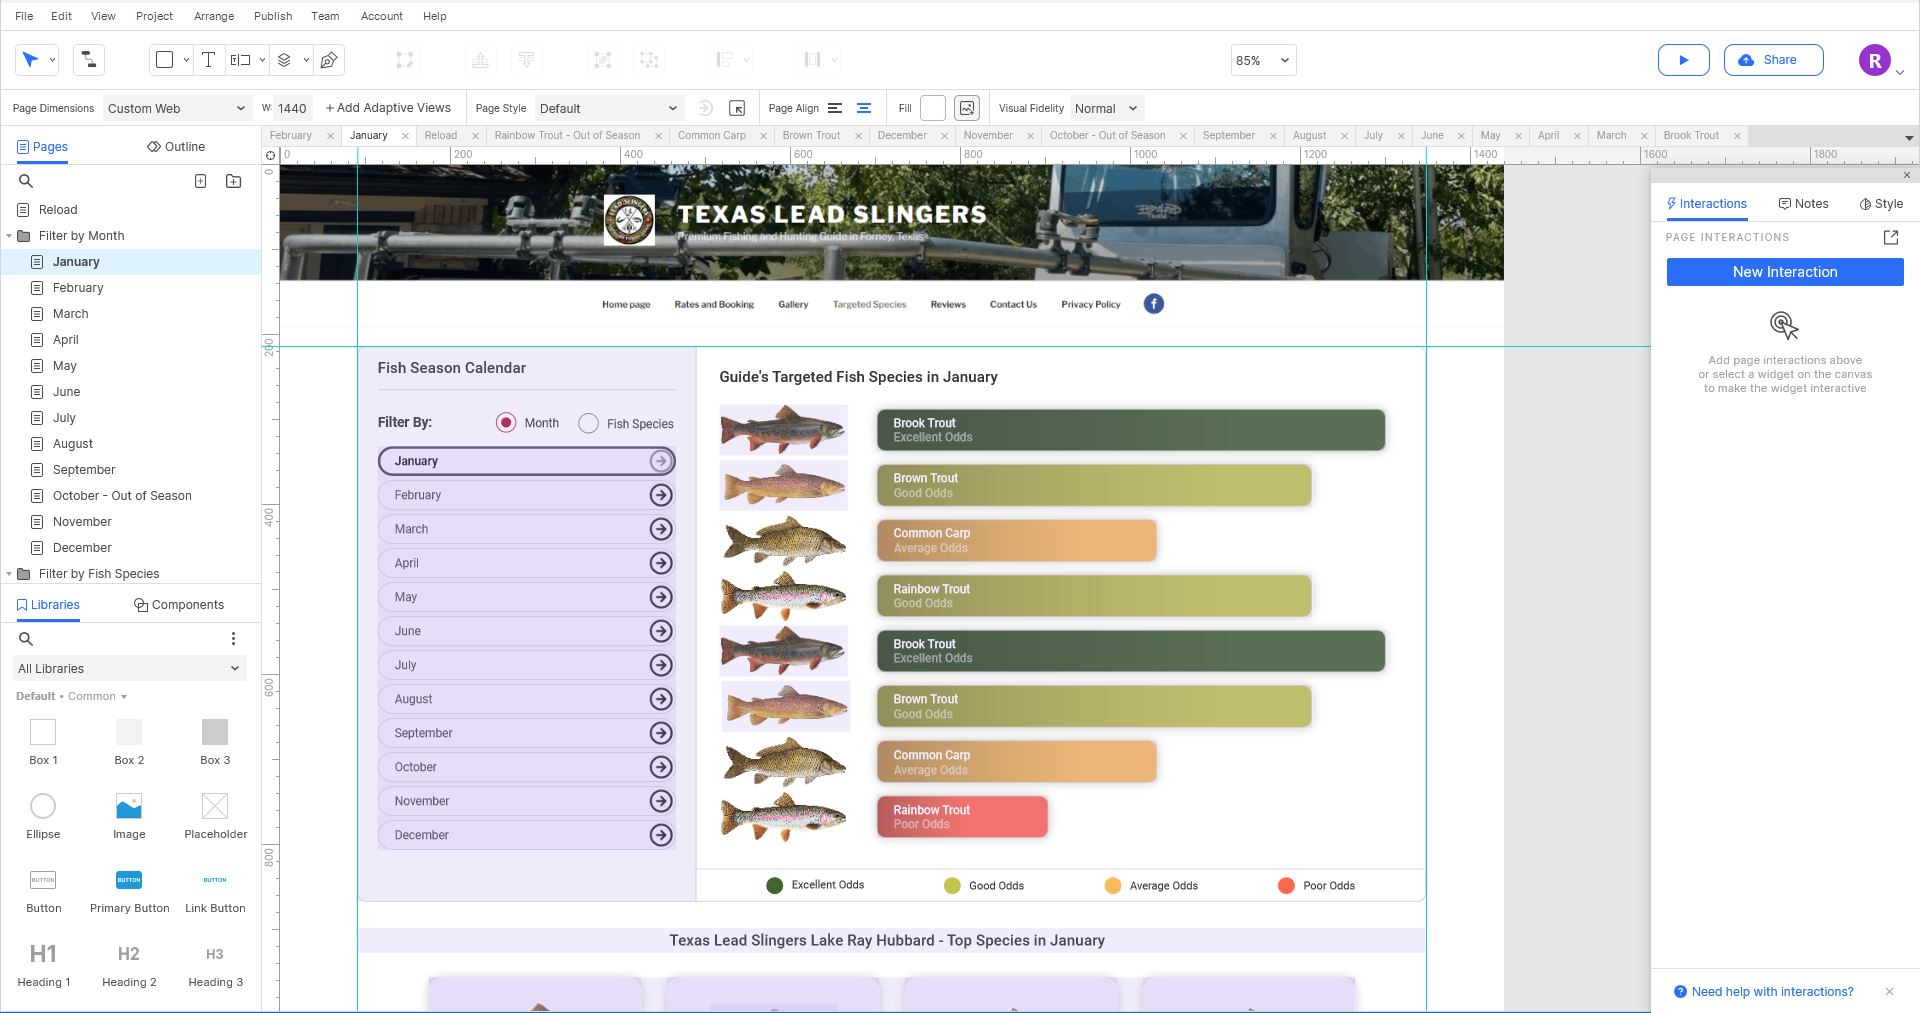 File Edit View Project Arrange Publish Team Account Help
85% Share R
Page Dimensions Custom Web W: 1440 + Add Adaptive Views Page Style Default Page Align Fill Visual Fidelity Normal
Pages Outline
February January Reload Rainbow Trout - Out of Season Common Carp Brown Trout December November October - Out of Season September August July June May April March Brook Trout
0 200 400 600 800 1000 1200 1400 1600 1800
0
200
400
600
800
Reload
Filter by Month
January
February
March
April
May
June
July
August
September
October - Out of Season
November
December
Filter by Fish Species
Libraries Components
All Libraries
Default • Common
Box 1 Box 2 Box 3
Ellipse Image Placeholder
BUTTON BUTTON BUTTON
Button Primary Button Link Button
H1 H2 H3
Heading 1 Heading 2 Heading 3
LEAD SLINGERS
TEXAS LEAD SLINGERS
Premium Fishing and Hunting Guide in Forney, Texas
Home page Rates and Booking Gallery Targeted Species Reviews Contact Us Privacy Policy
Fish Season Calendar
Filter By: Month Fish Species
January
February
March
April
May
June
July
August
September
October
November
December
Guide's Targeted Fish Species in January
Brook Trout
Excellent Odds
Brown Trout
Good Odds
Common Carp
Average Odds
Rainbow Trout
Good Odds
Brook Trout
Excellent Odds
Brown Trout
Good Odds
Common Carp
Average Odds
Rainbow Trout
Poor Odds
Excellent Odds Good Odds Average Odds Poor Odds
Texas Lead Slingers Lake Ray Hubbard - Top Species in January
Interactions Notes Style
PAGE INTERACTIONS
New Interaction
Add page interactions above
or select a widget on the canvas
to make the widget interactive
Need help with interactions?